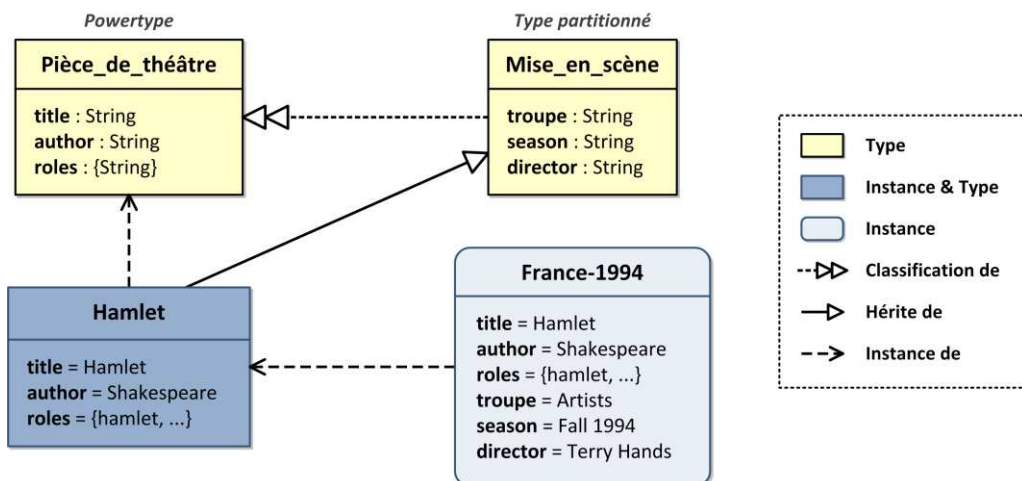 Powertype
Pièce_de_théâtre
title : String
author : String
roles : {String}
Type partitionné
Mise_en_scène
troupe : String
season : String
director : String
Hamlet
title = Hamlet
author = Shakespeare
roles = {hamlet, ...}
France-1994
title = Hamlet
author = Shakespeare
roles = {hamlet, ...}
troupe = Artists
season = Fall 1994
director = Terry Hands
Type
Instance & Type
Instance
Classification de
Hérite de
Instance de